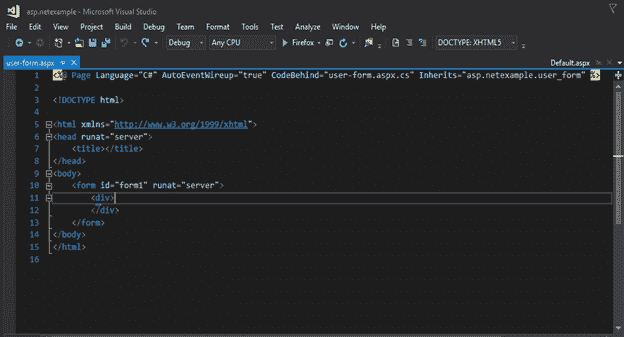 asp.netexample - Microsoft Visual Studio
File Edit View Project Build Debug Team Format Table Tools Test Analyze Window Help
Debug Any CPU Firefox DOCTYPE: XHTML5
user-form.aspx Default.aspx
1 <%@ Page Language="C#" AutoEventWireup="true" CodeBehind="user-form.aspx.cs" Inherits="asp.netexample.user_form" %>
2
3 <!DOCTYPE html>
4
5 <html xmlns="http://www.w3.org/1999/xhtml">
6 <head runat="server">
7 <title></title>
8 </head>
9 <body>
10 <form id="form1" runat="server">
11 <div>
12 </div>
13 </form>
14 </body>
15 </html>
16